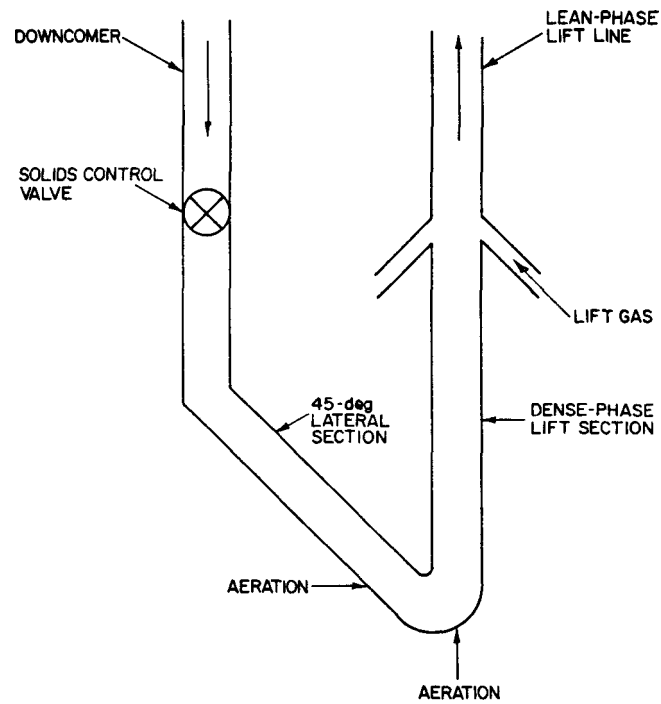 DOWNCOMER
LEAN-PHASE
LIFT LINE
SOLIDS CONTROL
VALVE
LIFT GAS
45-deg
LATERAL
SECTION
DENSE-PHASE
LIFT SECTION
AERATION
AERATION